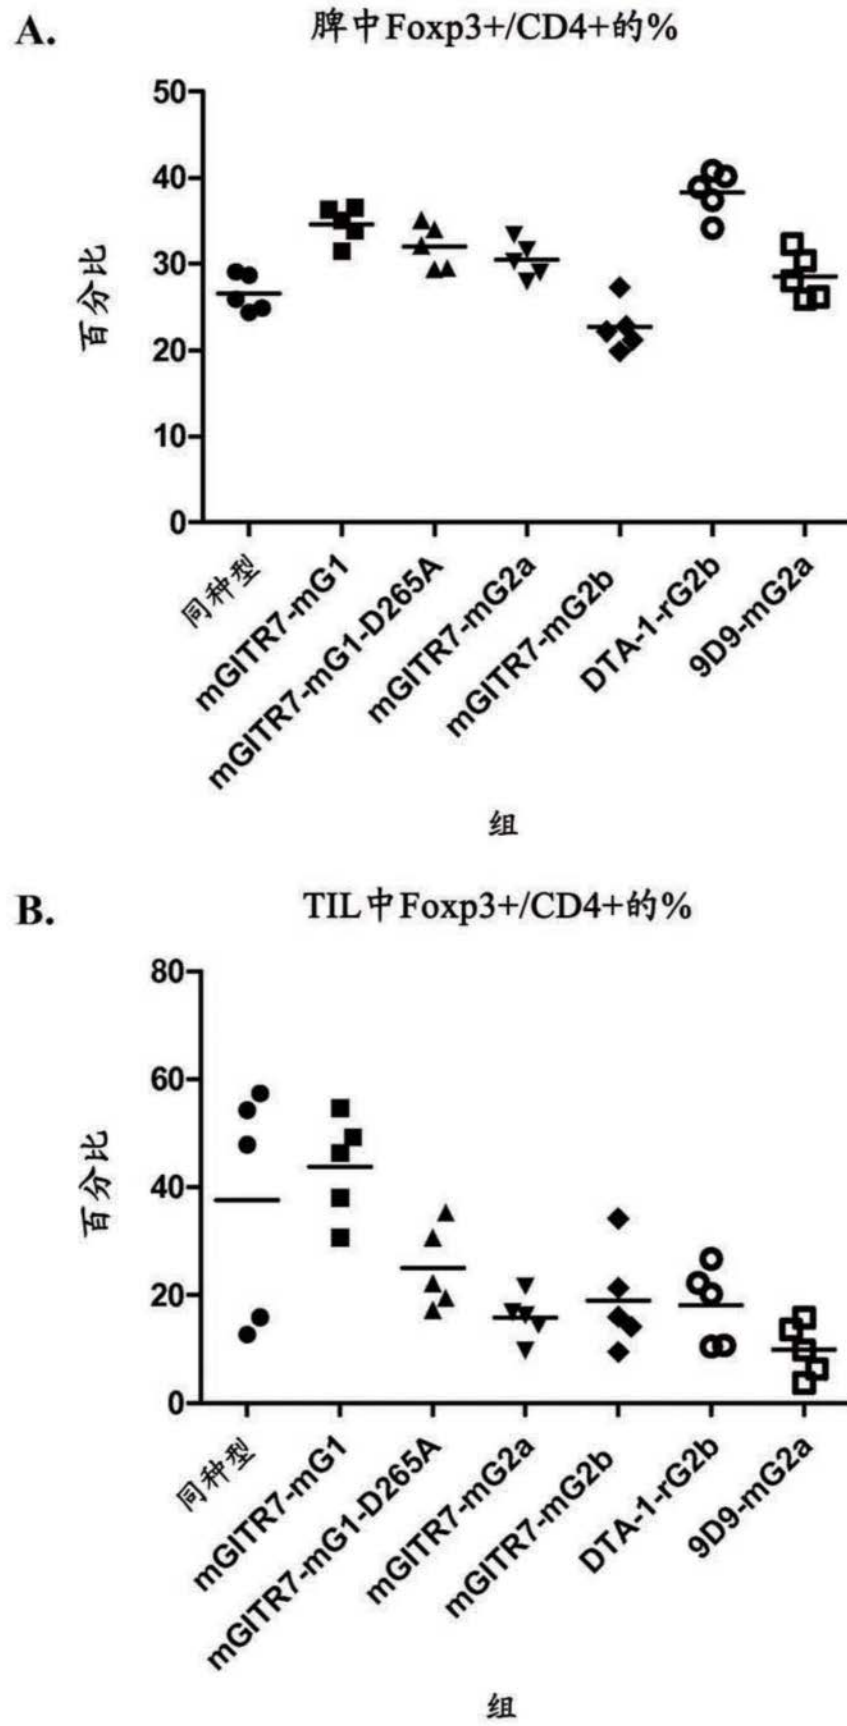 A.
脾中Foxp3+/CD4+的%
百分比
50
40
30
20
10
0
同种型
mGITR7-mG1
mGITR7-mG1-D265A
mGITR7-mG2a
mGITR7-mG2b
DTA-1-rG2b
9D9-mG2a
组
B.
TIL中Foxp3+/CD4+的%
百分比
80
60
40
20
0
同种型
mGITR7-mG1
mGITR7-mG1-D265A
mGITR7-mG2a
mGITR7-mG2b
DTA-1-rG2b
9D9-mG2a
组